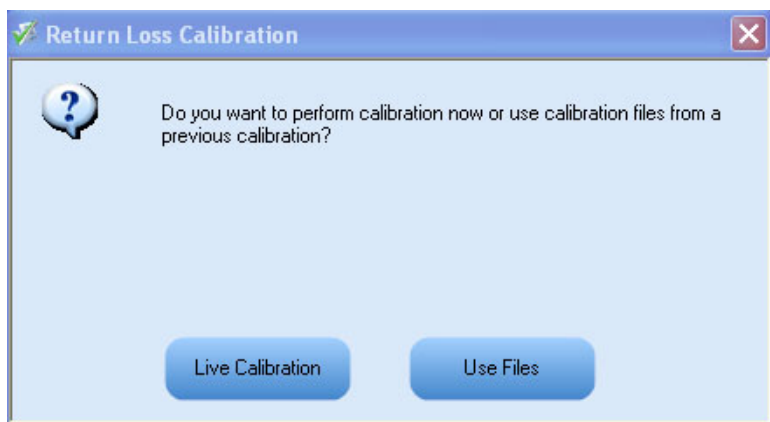 Return Loss Calibration
Do you want to perform calibration now or use calibration files from a
previous calibration?
Live Calibration
Use Files